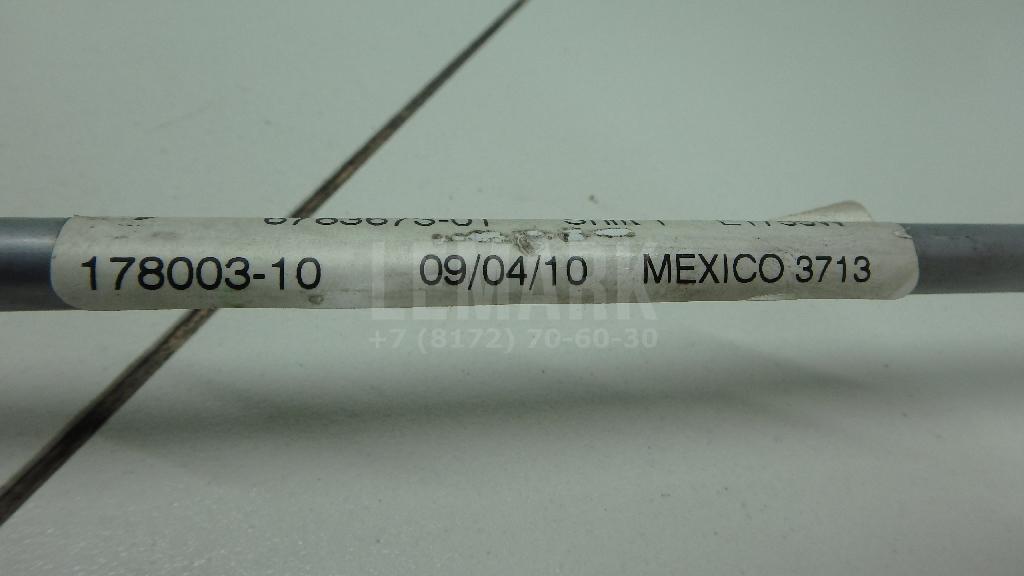 178003-10 09/04/10 MEXICO 3713
LEMARK
+7 (8172) 70-60-30